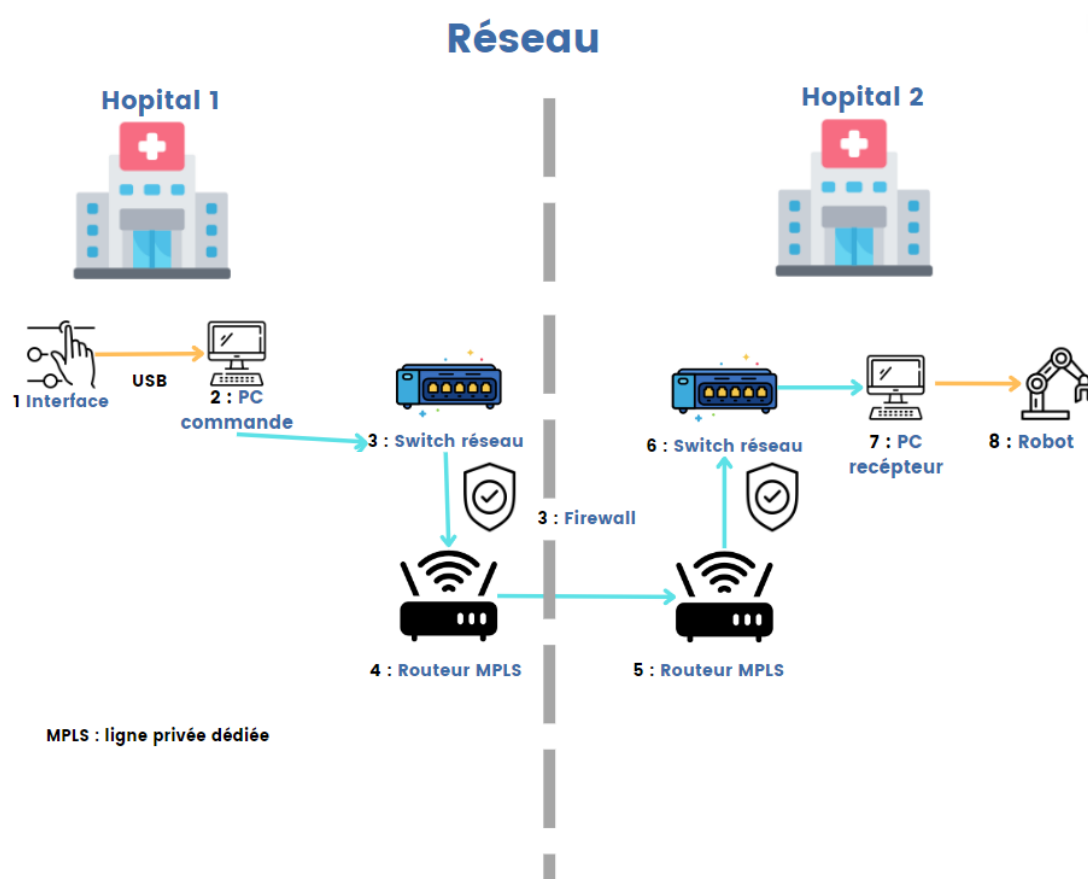 Réseau
Hopital 1
Hopital 2
USB
1 Interface
2 : PC
commande
3 : Switch réseau
6 : Switch réseau
7 : PC
recépteur
8 : Robot
3 : Firewall
4 : Routeur MPLS
5 : Routeur MPLS
MPLS : ligne privée dédiée